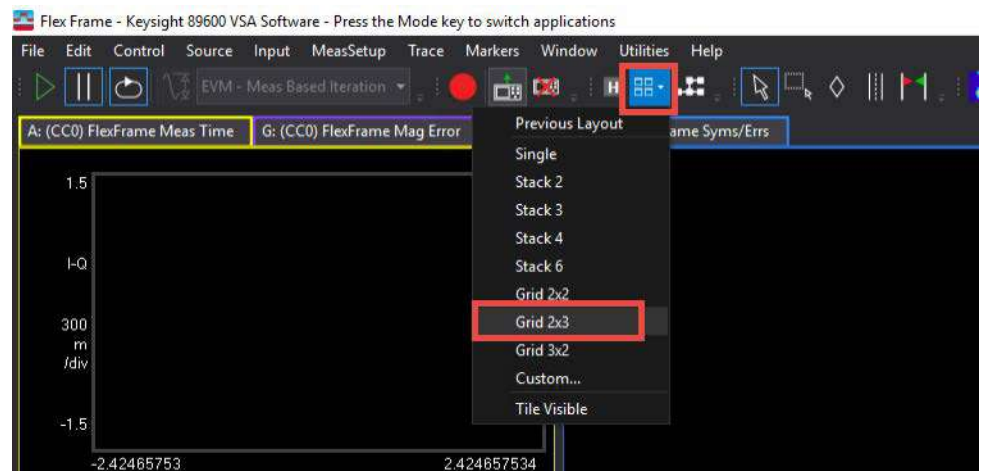 Flex Frame - Keysight 89600 VSA Software - Press the Mode key to switch applications
File Edit Control Source Input MeasSetup Trace Markers Window Utilities Help
EVM - Meas Based Iteration
H
A: (CC0) FlexFrame Meas Time G: (CC0) FlexFrame Mag Error ame Syms/Errs
Previous Layout
Single
Stack 2
Stack 3
Stack 4
Stack 6
Grid 2x2
Grid 2x3
Grid 3x2
Custom...
Tile Visible
1.5
I-Q
300
m
/div
-1.5
-2.42465753 2.424657534